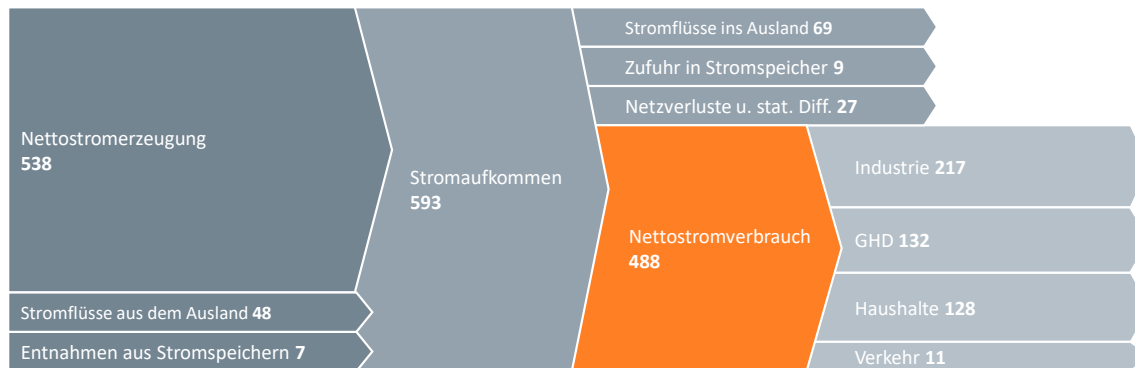 Nettostromerzeugung
538
Stromflüsse aus dem Ausland 48
Entnahmen aus Stromspeichern 7
Stromaufkommen
593
Stromflüsse ins Ausland 69
Zufuhr in Stromspeicher 9
Netzverluste u. stat. Diff. 27
Nettostromverbrauch
488
Industrie 217
GHD 132
Haushalte 128
Verkehr 11